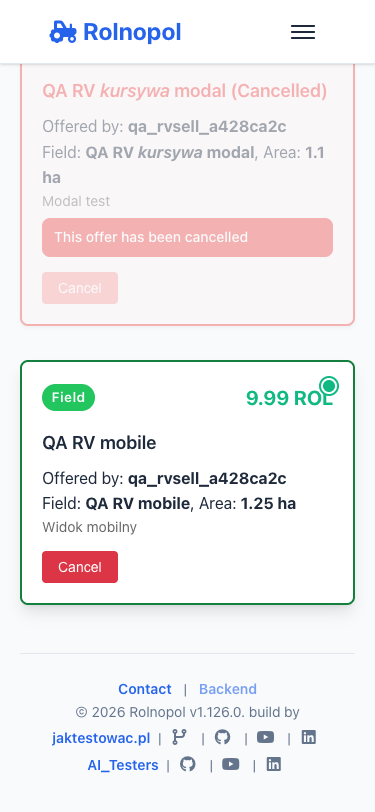 Rolnopol
QA RV kursywa modal (Cancelled)
Offered by: qa_rvsell_a428ca2c
Field: QA RV kursywa modal, Area: 1.1
ha
Modal test
This offer has been cancelled
Cancel
Field
9.99 ROL
QA RV mobile
Offered by: qa_rvsell_a428ca2c
Field: QA RV mobile, Area: 1.25 ha
Widok mobilny
Cancel
Contact | Backend
© 2026 Rolnopol v1.126.0. build by
jaktestowac.pl | | | |
AI_Testers | | |